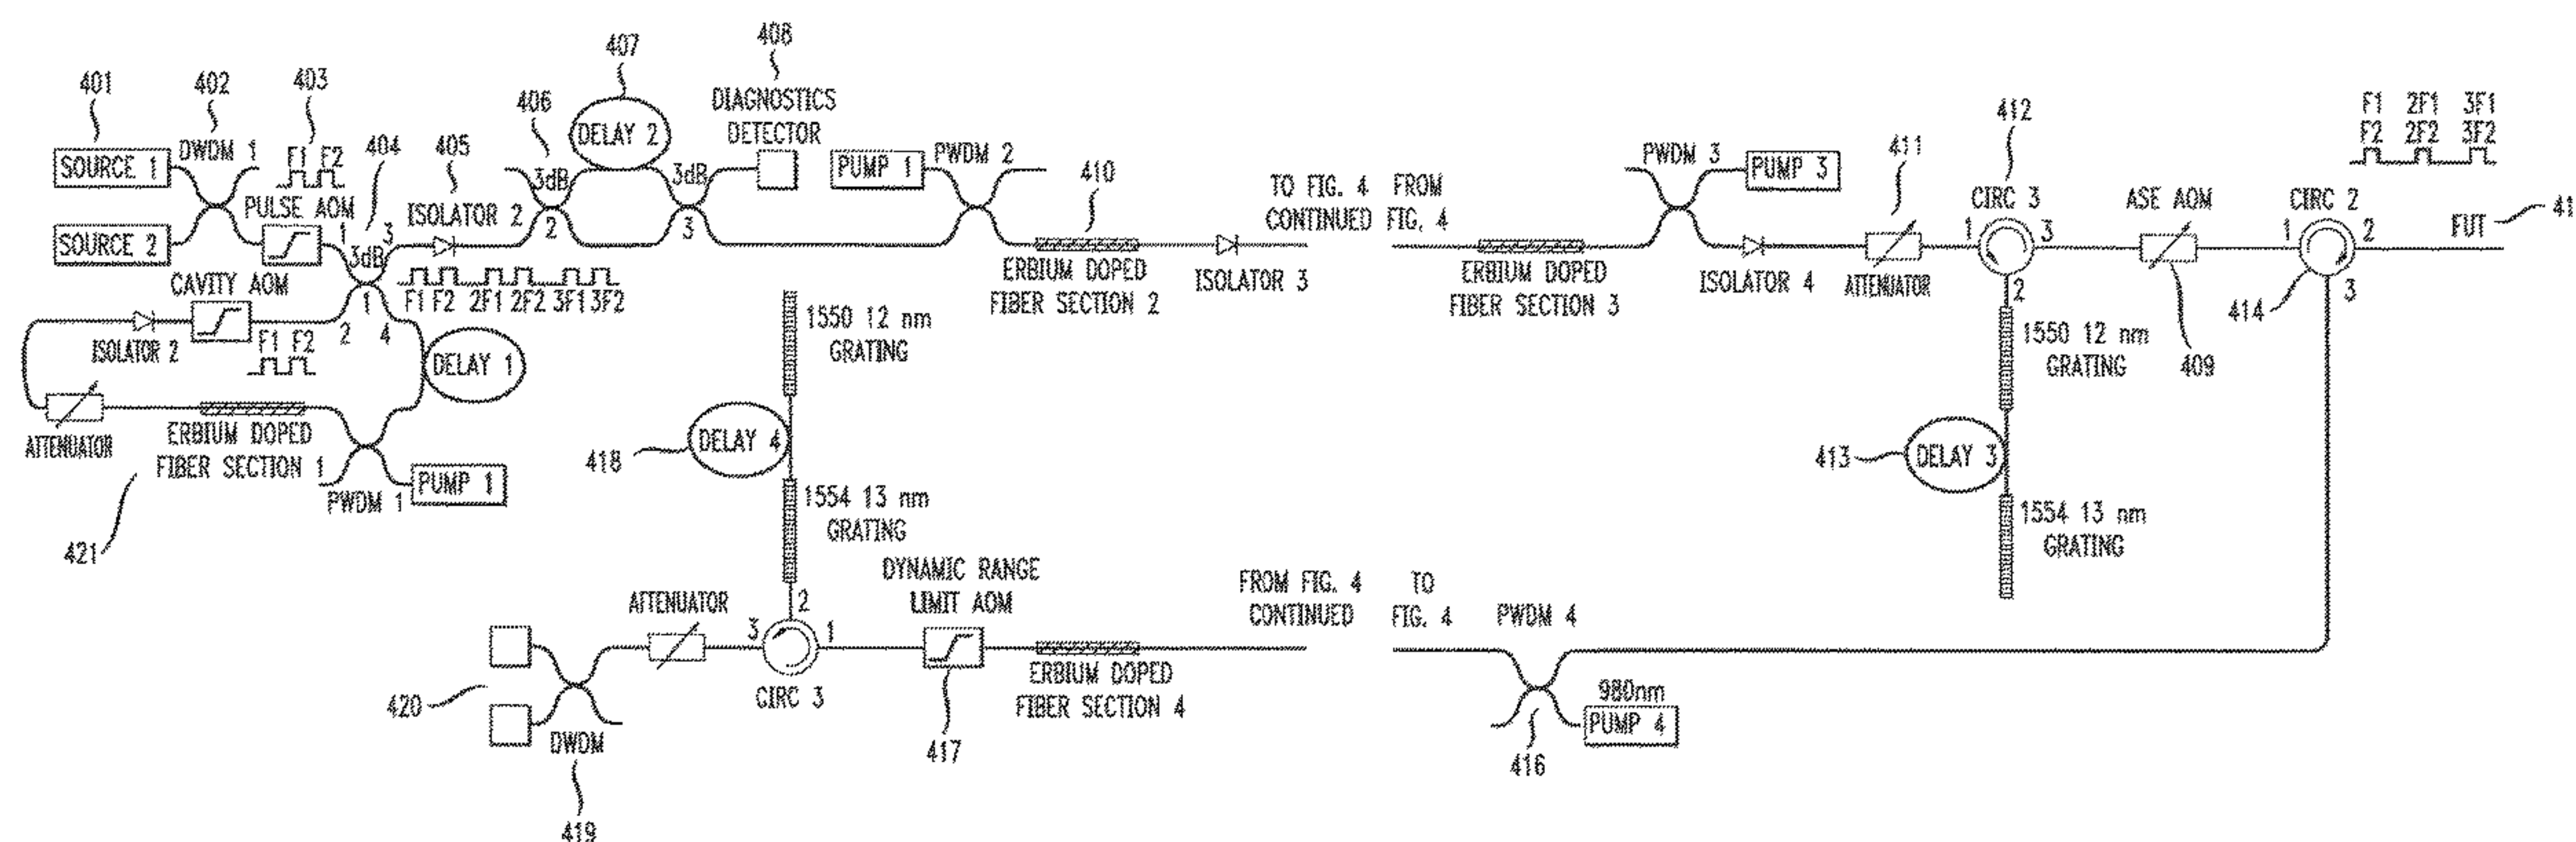 401
SOURCE 1
SOURCE 2
402
DWDM 1
403
F1 F2
PULSE AOM
404
1
3dB
3
1
2
4
405
ISOLATOR 2
F1 F2 2F1 2F2 3F1 3F2
CAVITY AOM
ISOLATOR 2
F1 F2
DELAY 1
ATTENUATOR
ERBIUM DOPED
FIBER SECTION 1
PWDM 1
PUMP 1
421
406
3dB
2
407
DELAY 2
3dB
3
408
DIAGNOSTICS
DETECTOR
PUMP 1
PWDM 2
410
ERBIUM DOPED
FIBER SECTION 2
ISOLATOR 3
TO FIG. 4
CONTINUED
FROM
FIG. 4
ERBIUM DOPED
FIBER SECTION 3
PWDM 3
PUMP 3
ISOLATOR 4
411
ATTENUATOR
412
CIRC 3
1
3
2
1550 12 nm
GRATING
413
DELAY 3
1554 13 nm
GRATING
ASE AOM
409
CIRC 2
1
2
3
414
F1 2F1 3F1
F2 2F2 3F2
FUT
41
1550 12 nm
GRATING
418
DELAY 4
1554 13 nm
GRATING
420
DWDM
419
ATTENUATOR
3
2
1
CIRC 3
DYNAMIC RANGE
LIMIT AOM
417
ERBIUM DOPED
FIBER SECTION 4
FROM FIG. 4
CONTINUED
TO
FIG. 4
PWDM 4
980nm
PUMP 4
416